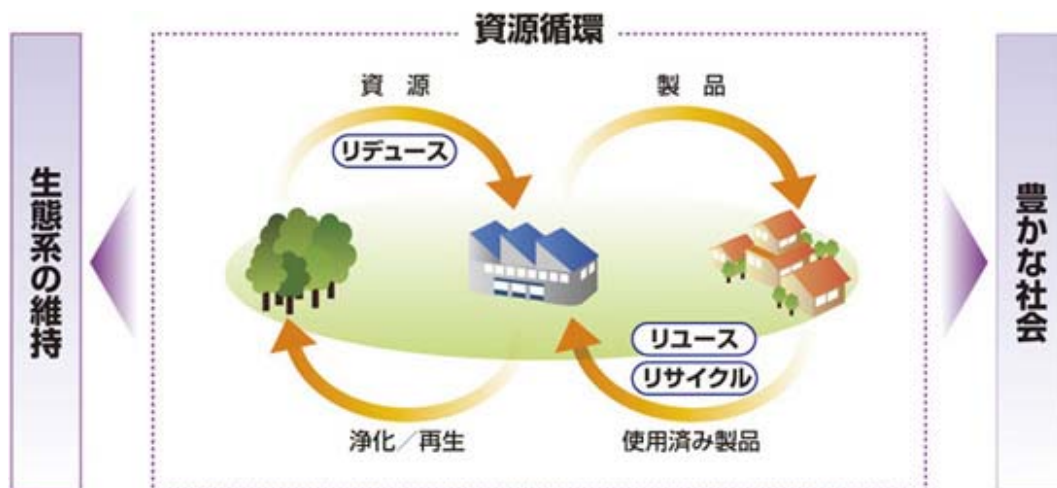 資源循環
資 源
製 品
リデュース
生態系の維持
豊かな社会
リユース
リサイクル
浄化/再生
使用済み製品